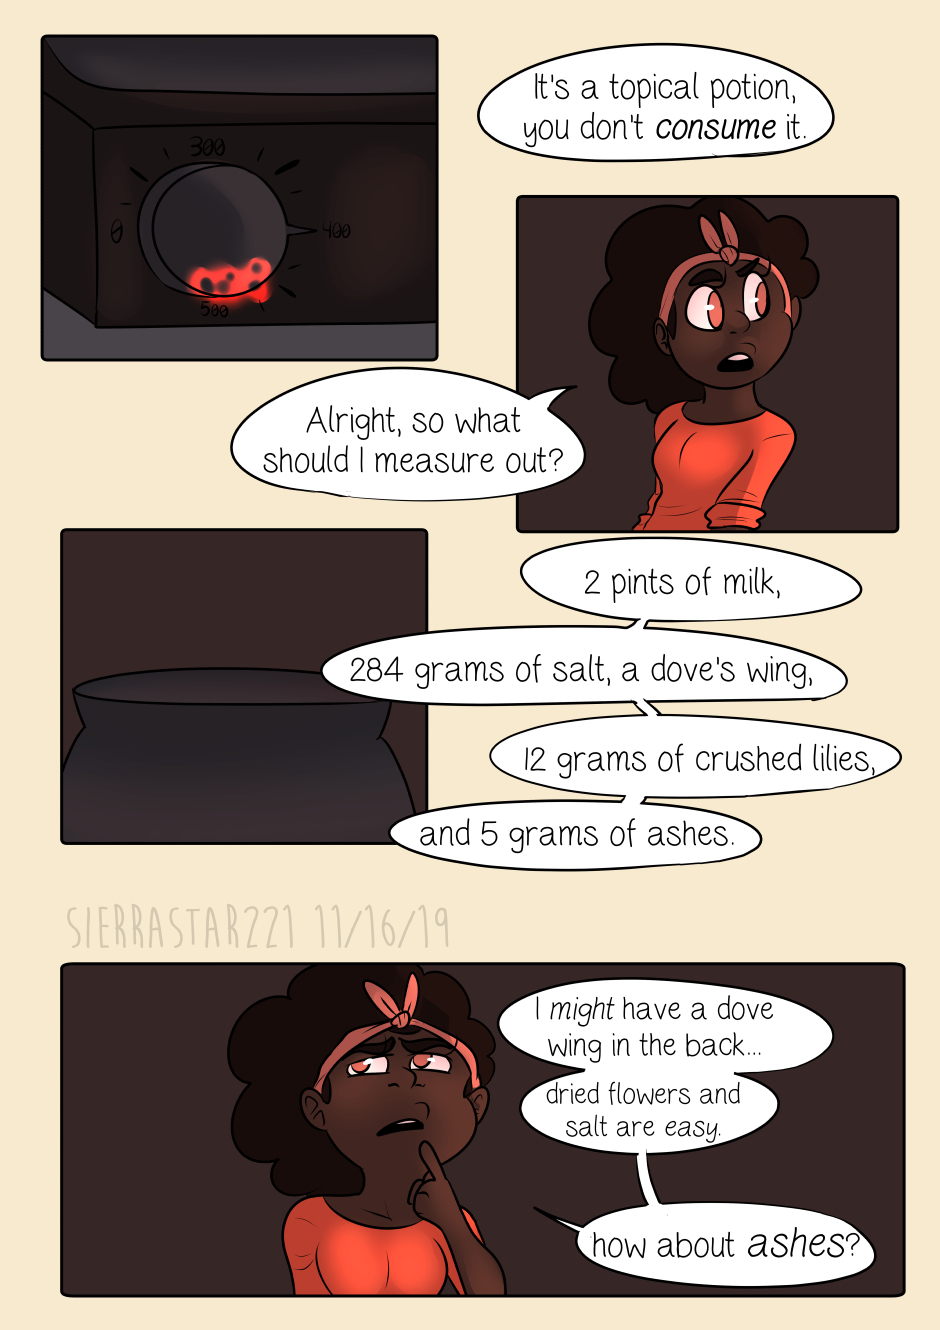 300
0
400
500
It's a topical potion,
you don't consume it.
Alright, so what
should I measure out?
2 pints of milk,
284 grams of salt, a dove's wing,
12 grams of crushed lilies,
and 5 grams of ashes.
SIERRASTAR221 11/16/19
I might have a dove
wing in the back...
dried flowers and
salt are easy.
how about ashes?